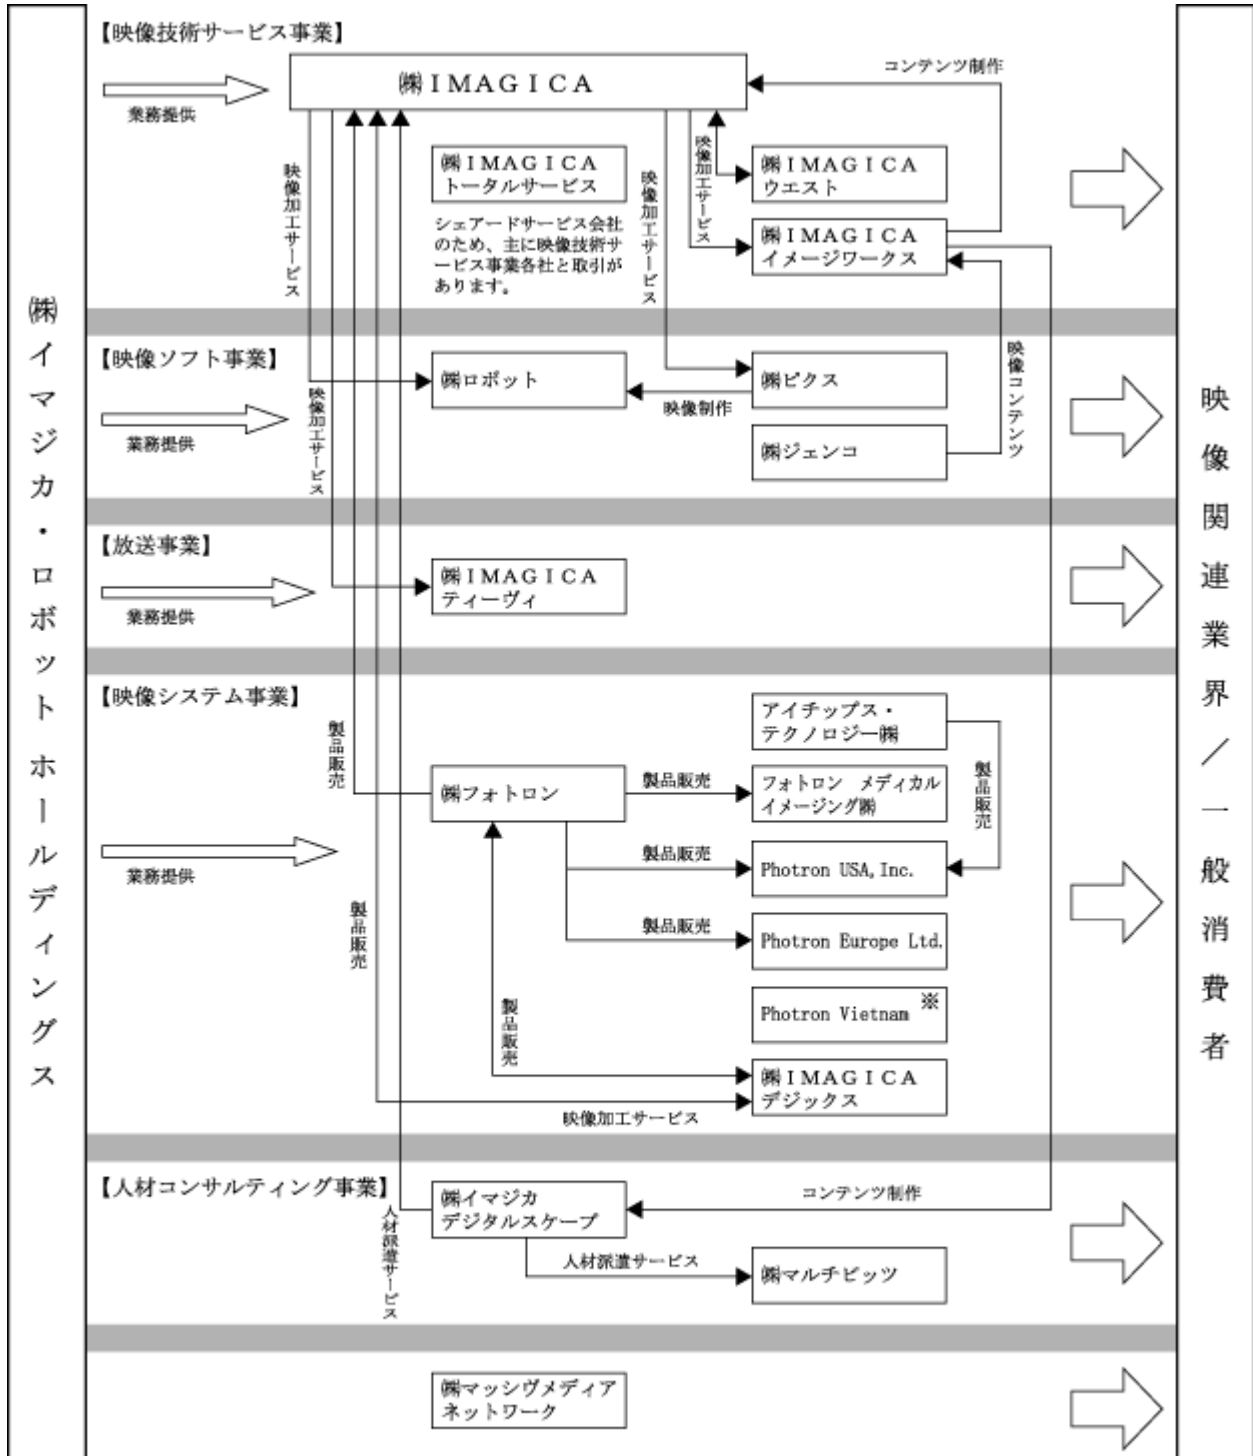 ㈱イマジカ・ロボット ホールディングス
【映像技術サービス事業】
業務提供
㈱ＩＭＡＧＩＣＡ
コンテンツ制作
映像加工サービス
㈱ＩＭＡＧＩＣＡ
トータルサービス
シェアードサービス会社
のため、主に映像技術サ
ービス事業各社と取引が
あります。
映像加工サービス
映像加工サービス
㈱ＩＭＡＧＩＣＡ
ウエスト
㈱ＩＭＡＧＩＣＡ
イメージワークス
【映像ソフト事業】
業務提供
映像加工サービス
㈱ロボット
映像制作
㈱ピクス
㈱ジェンコ
映像コンテンツ
【放送事業】
業務提供
㈱ＩＭＡＧＩＣＡ
ティーヴィ
【映像システム事業】
業務提供
製品販売
製品販売
㈱フォトロン
アイチップス・
テクノロジー㈱
製品販売
製品販売
フォトロン　メディカル
イメージング㈱
製品販売
Photron USA,Inc.
製品販売
Photron Europe Ltd.
Photron Vietnam ※
製品販売
㈱ＩＭＡＧＩＣＡ
デジックス
映像加工サービス
【人材コンサルティング事業】
人材派遣サービス
㈱イマジカ
デジタルスケープ
コンテンツ制作
人材派遣サービス
㈱マルチビッツ
㈱マッシヴメディア
ネットワーク
映像関連業界／一般消費者